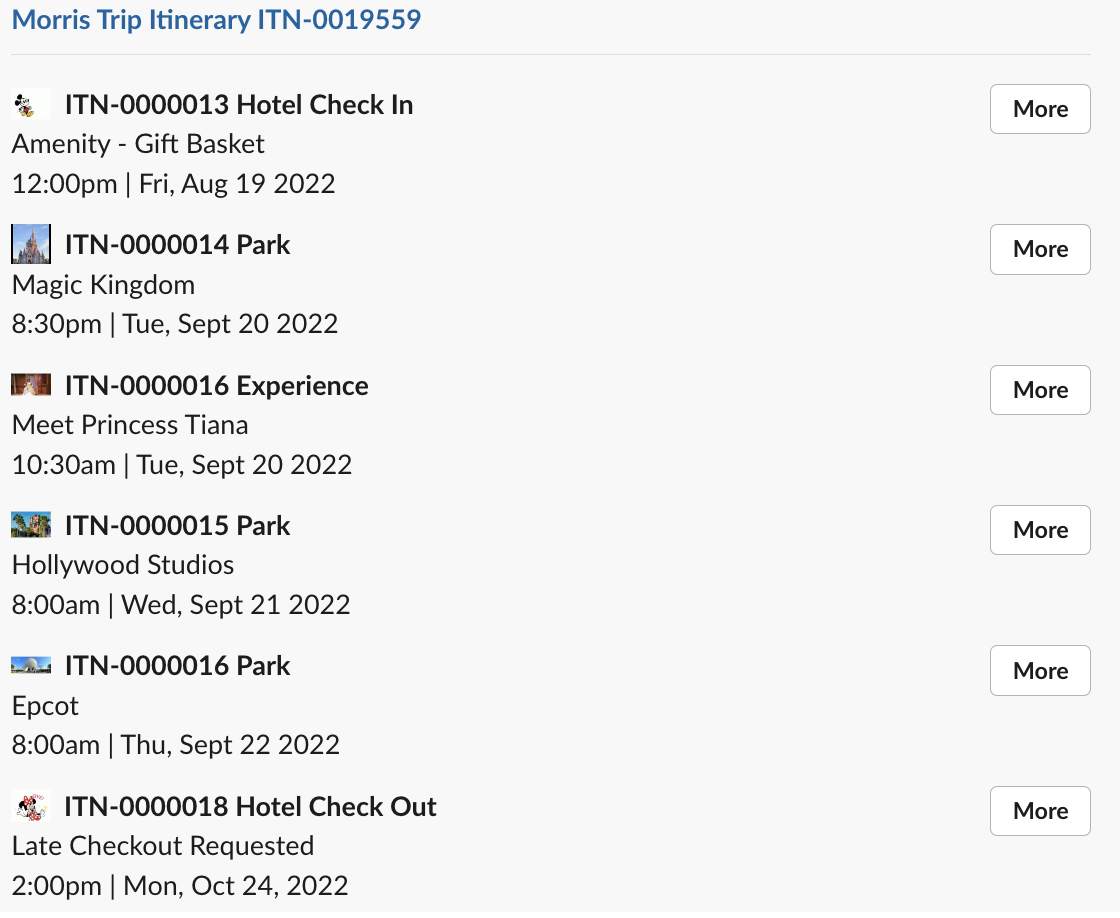 Morris Trip Itinerary ITN-0019559
ITN-0000013 Hotel Check In
More
Amenity - Gift Basket
12:00pm | Fri, Aug 19 2022
ITN-0000014 Park
More
Magic Kingdom
8:30pm | Tue, Sept 20 2022
ITN-0000016 Experience
More
Meet Princess Tiana
10:30am | Tue, Sept 20 2022
ITN-0000015 Park
More
Hollywood Studios
8:00am | Wed, Sept 21 2022
ITN-0000016 Park
More
Epcot
8:00am | Thu, Sept 22 2022
ITN-0000018 Hotel Check Out
More
Late Checkout Requested
2:00pm | Mon, Oct 24, 2022